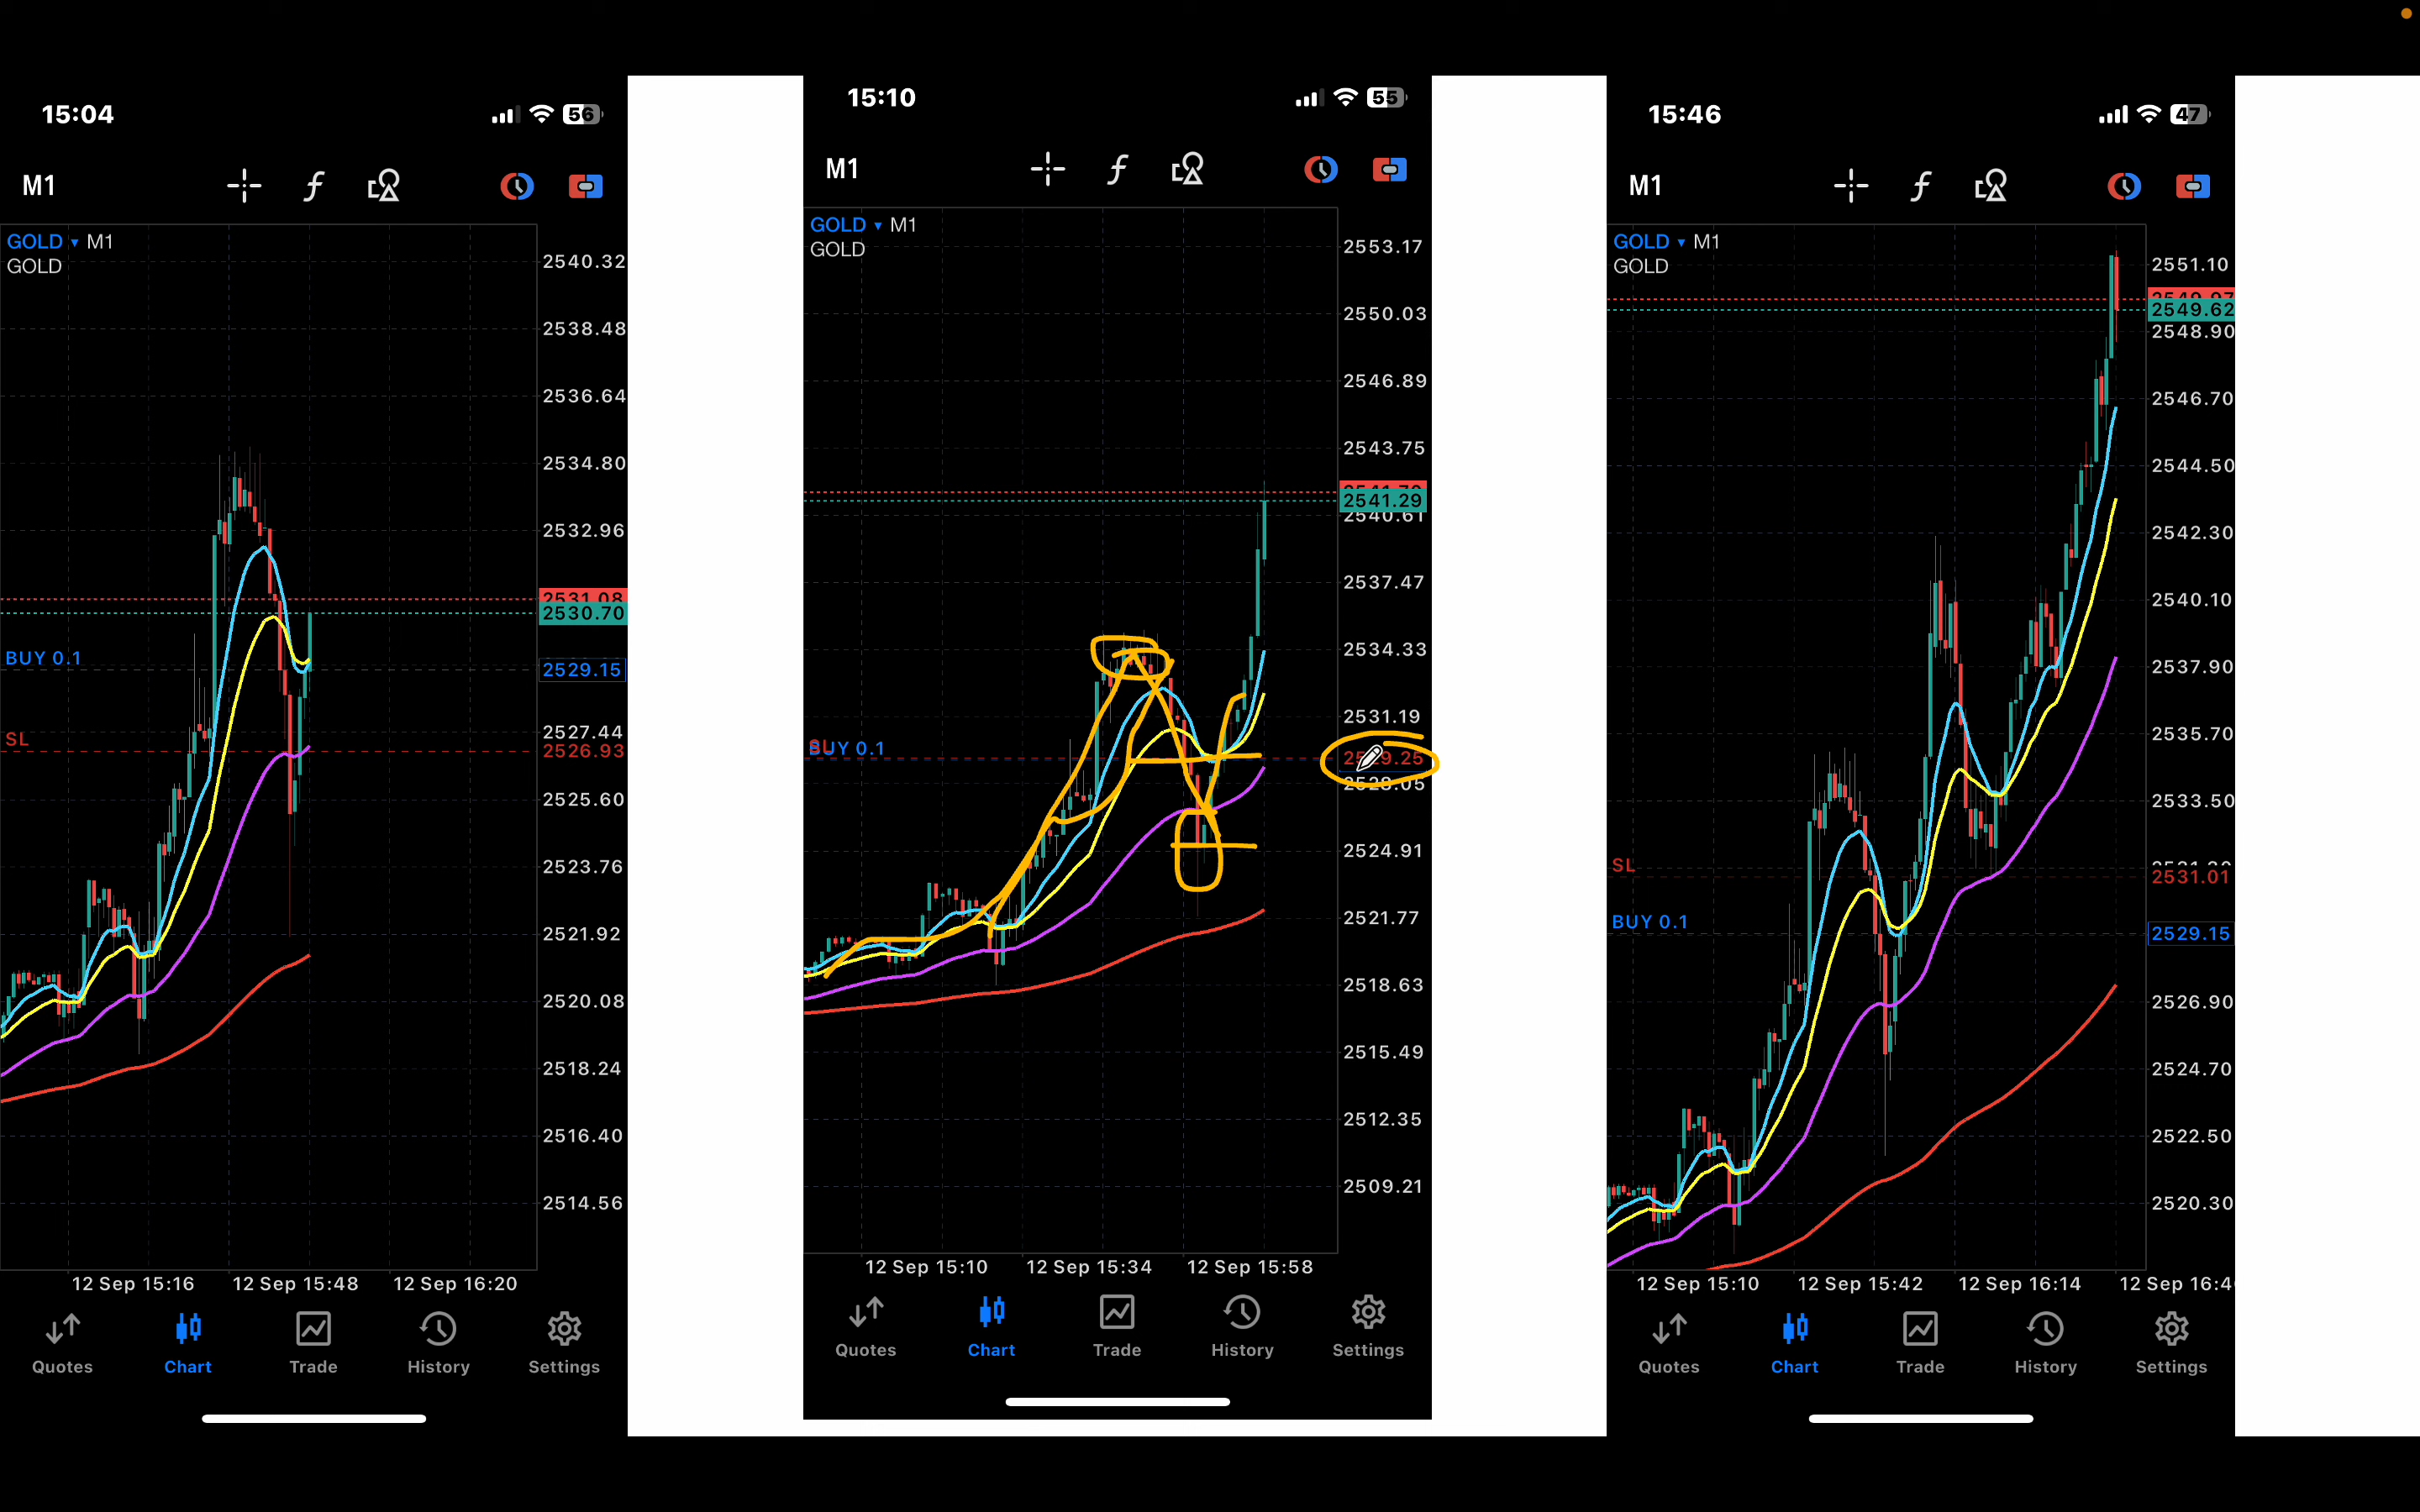 15:04
56
M1
GOLD M1
GOLD
2540.32
2538.48
2536.64
2534.80
2532.96
2531.08
2530.70
BUY 0.1
2529.15
SL
2527.44
2526.93
2525.60
2523.76
2521.92
2520.08
2518.24
2516.40
2514.56
12 Sep 15:16
12 Sep 15:48
12 Sep 16:20
Quotes
Chart
Trade
History
Settings
15:10
55
M1
GOLD M1
GOLD
2553.17
2550.03
2546.89
2543.75
2541.29
2540.61
2537.47
2534.33
2531.19
BUY 0.1
2524.91
2521.77
2518.63
2515.49
2512.35
2509.21
12 Sep 15:10
12 Sep 15:34
12 Sep 15:58
Quotes
Chart
Trade
History
Settings
15:46
47
M1
GOLD M1
GOLD
2551.10
2549.62
2548.90
2546.70
2544.50
2542.30
2540.10
2537.90
2535.70
2533.50
SL
2531.01
BUY 0.1
2529.15
2526.90
2524.70
2522.50
2520.30
12 Sep 15:10
12 Sep 15:42
12 Sep 16:14
12 Sep
Quotes
Chart
Trade
History
Settings